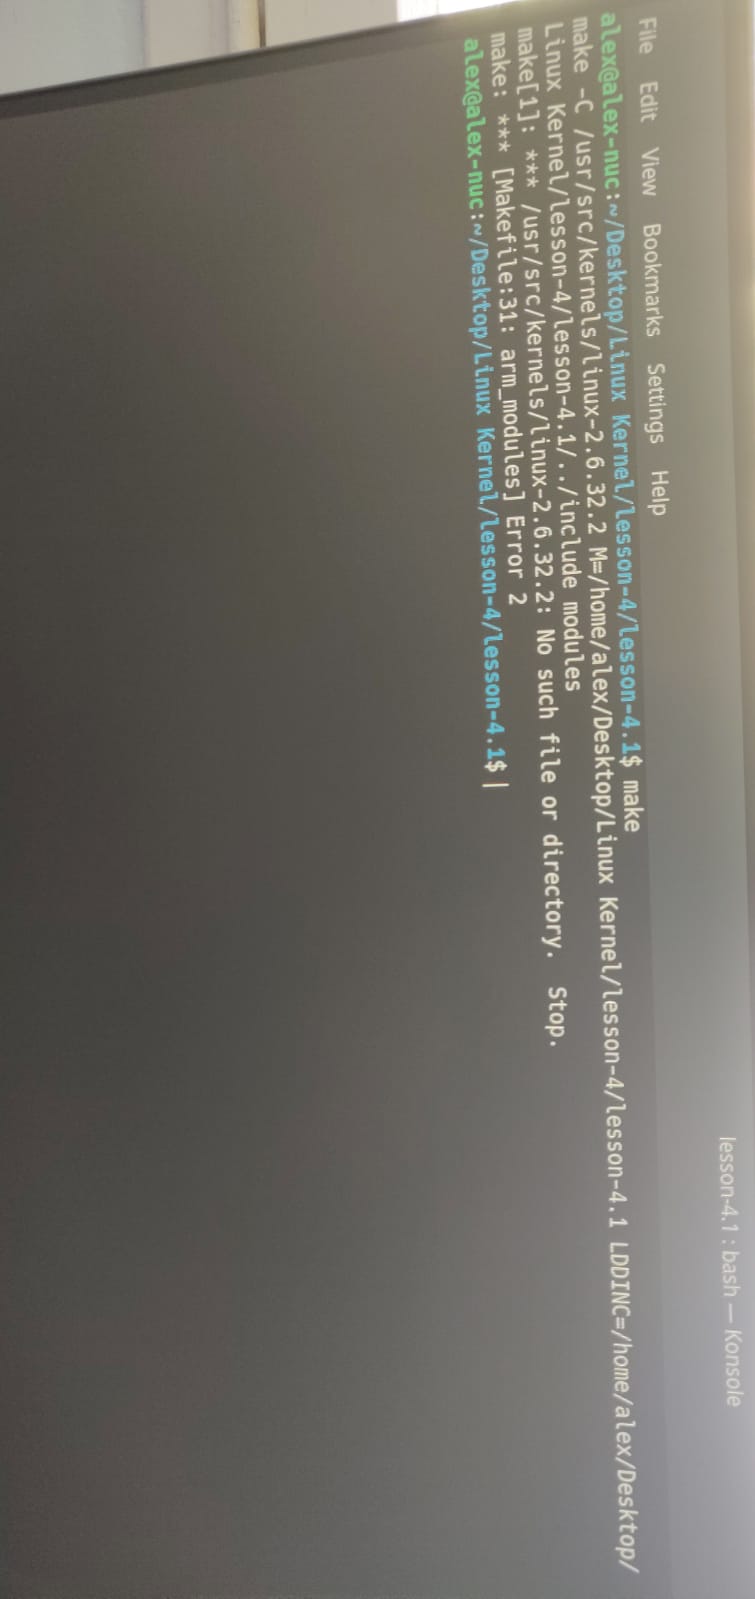 lesson-4.1 : bash — Konsole
File Edit View Bookmarks Settings Help
alex@alex-nuc:~/Desktop/Linux Kernel/lesson-4/lesson-4.1$ make
make -C /usr/src/kernels/linux-2.6.32.2 M=/home/alex/Desktop/Linux Kernel/lesson-4/lesson-4.1 LDDINC=/home/alex/Desktop/
Linux Kernel/lesson-4/lesson-4.1/../include modules
make[1]: *** /usr/src/kernels/linux-2.6.32.2: No such file or directory.  Stop.
make: *** [Makefile:31: arm_modules] Error 2
alex@alex-nuc:~/Desktop/Linux Kernel/lesson-4/lesson-4.1$